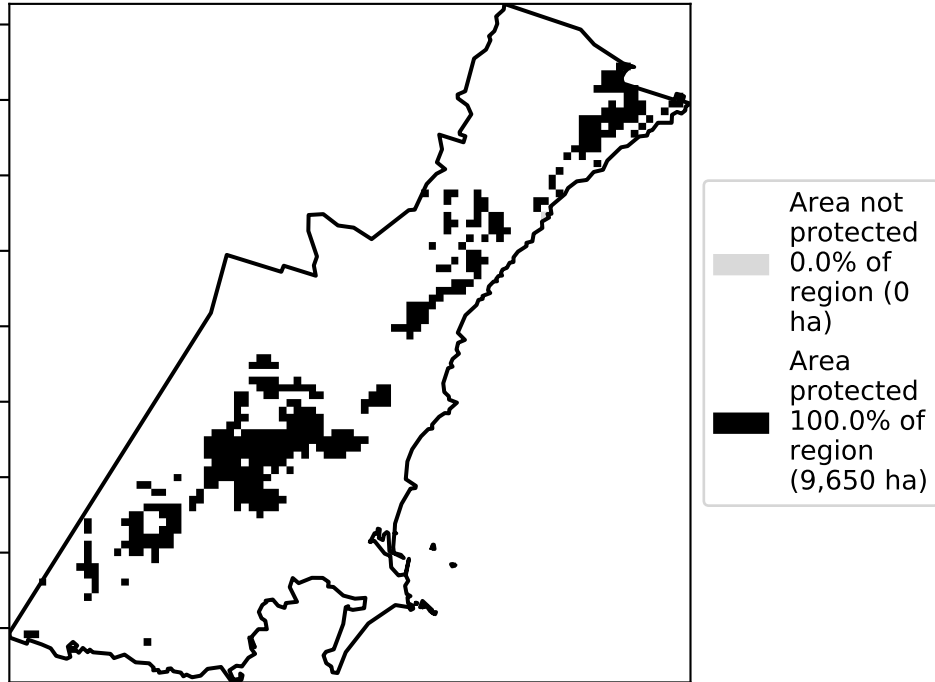 Area not
protected
0.0% of
region (0
ha)
Area
protected
100.0% of
region
(9,650 ha)